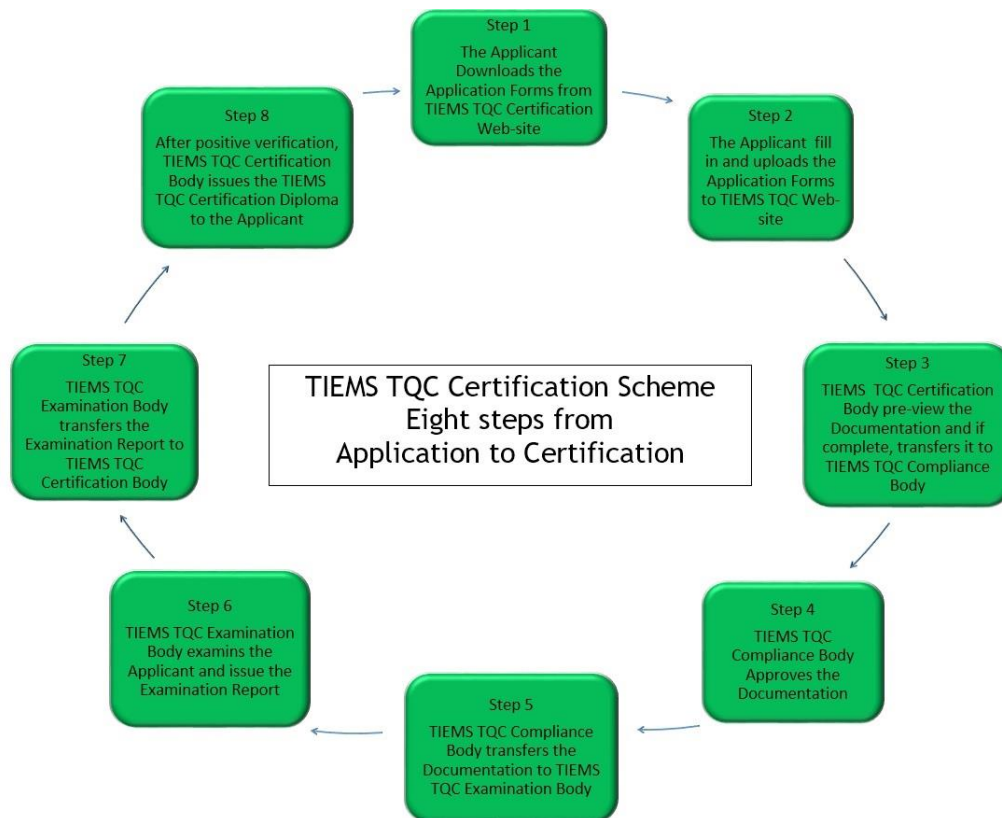 Step 1
The Applicant
Downloads the
Application Forms from
TIEMS TQC Certification
Web-site
Step 2
The Applicant fill
in and uploads the
Application Forms
to TIEMS TQC Web-
site
Step 3
TIEMS TQC Certification
Body pre-view the
Documentation and if
complete, transfers it to
TIEMS TQC Compliance
Body
Step 4
TIEMS TQC
Compliance Body
Approves the
Documentation
Step 5
TIEMS TQC Compliance
Body transfers the
Documentation to TIEMS
TQC Examination Body
Step 6
TIEMS TQC Examination
Body examines the
Applicant and issue the
Examination Report
Step 7
TIEMS TQC
Examination Body
transfers the
Examination Report to
TIEMS TQC
Certification Body
Step 8
After positive verification,
TIEMS TQC Certification
Body issues the TIEMS
TQC Certification Diploma
to the Applicant
TIEMS TQC Certification Scheme
Eight steps from
Application to Certification